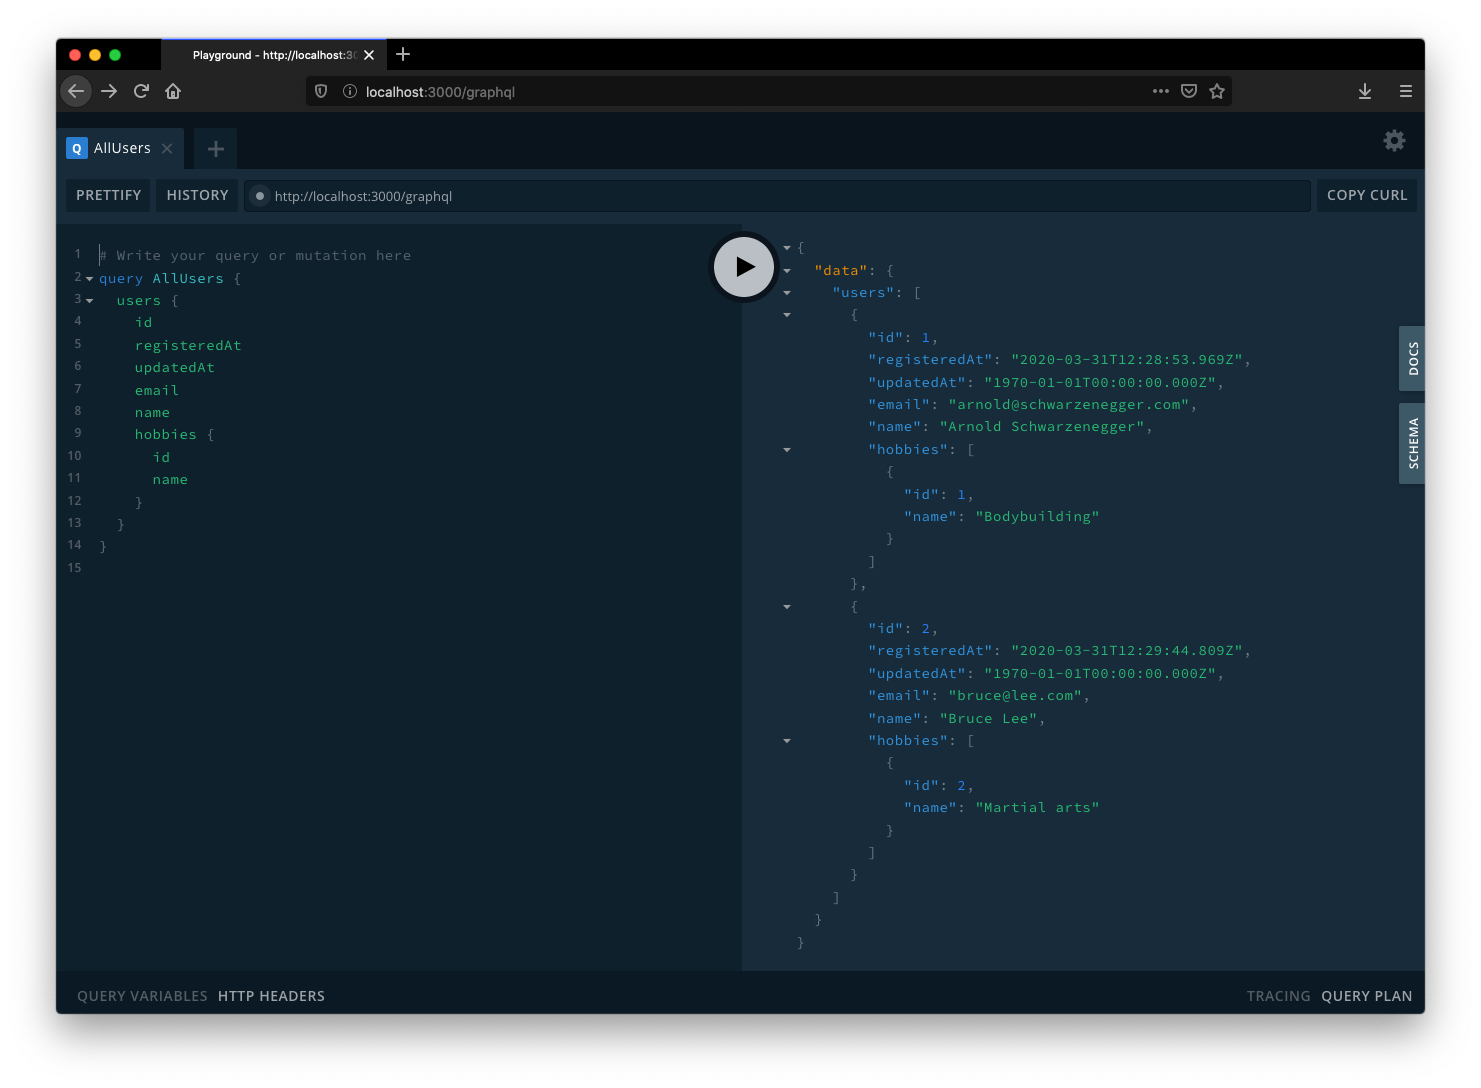 Playground - http://localhost:30
localhost:3000/graphql
Q AllUsers
PRETTIFY HISTORY http://localhost:3000/graphql COPY CURL
1 # Write your query or mutation here
2 query AllUsers {
3 users {
4 id
5 registeredAt
6 updatedAt
7 email
8 name
9 hobbies {
10 id
11 name
12 }
13 }
14 }
15
{
"data": {
"users": [
{
"id": 1,
"registeredAt": "2020-03-31T12:28:53.969Z",
"updatedAt": "1970-01-01T00:00:00.000Z",
"email": "arnold@schwarzenegger.com",
"name": "Arnold Schwarzenegger",
"hobbies": [
{
"id": 1,
"name": "Bodybuilding"
}
]
},
{
"id": 2,
"registeredAt": "2020-03-31T12:29:44.809Z",
"updatedAt": "1970-01-01T00:00:00.000Z",
"email": "bruce@lee.com",
"name": "Bruce Lee",
"hobbies": [
{
"id": 2,
"name": "Martial arts"
}
]
}
]
}
}
DOCS
SCHEMA
QUERY VARIABLES HTTP HEADERS TRACING QUERY PLAN